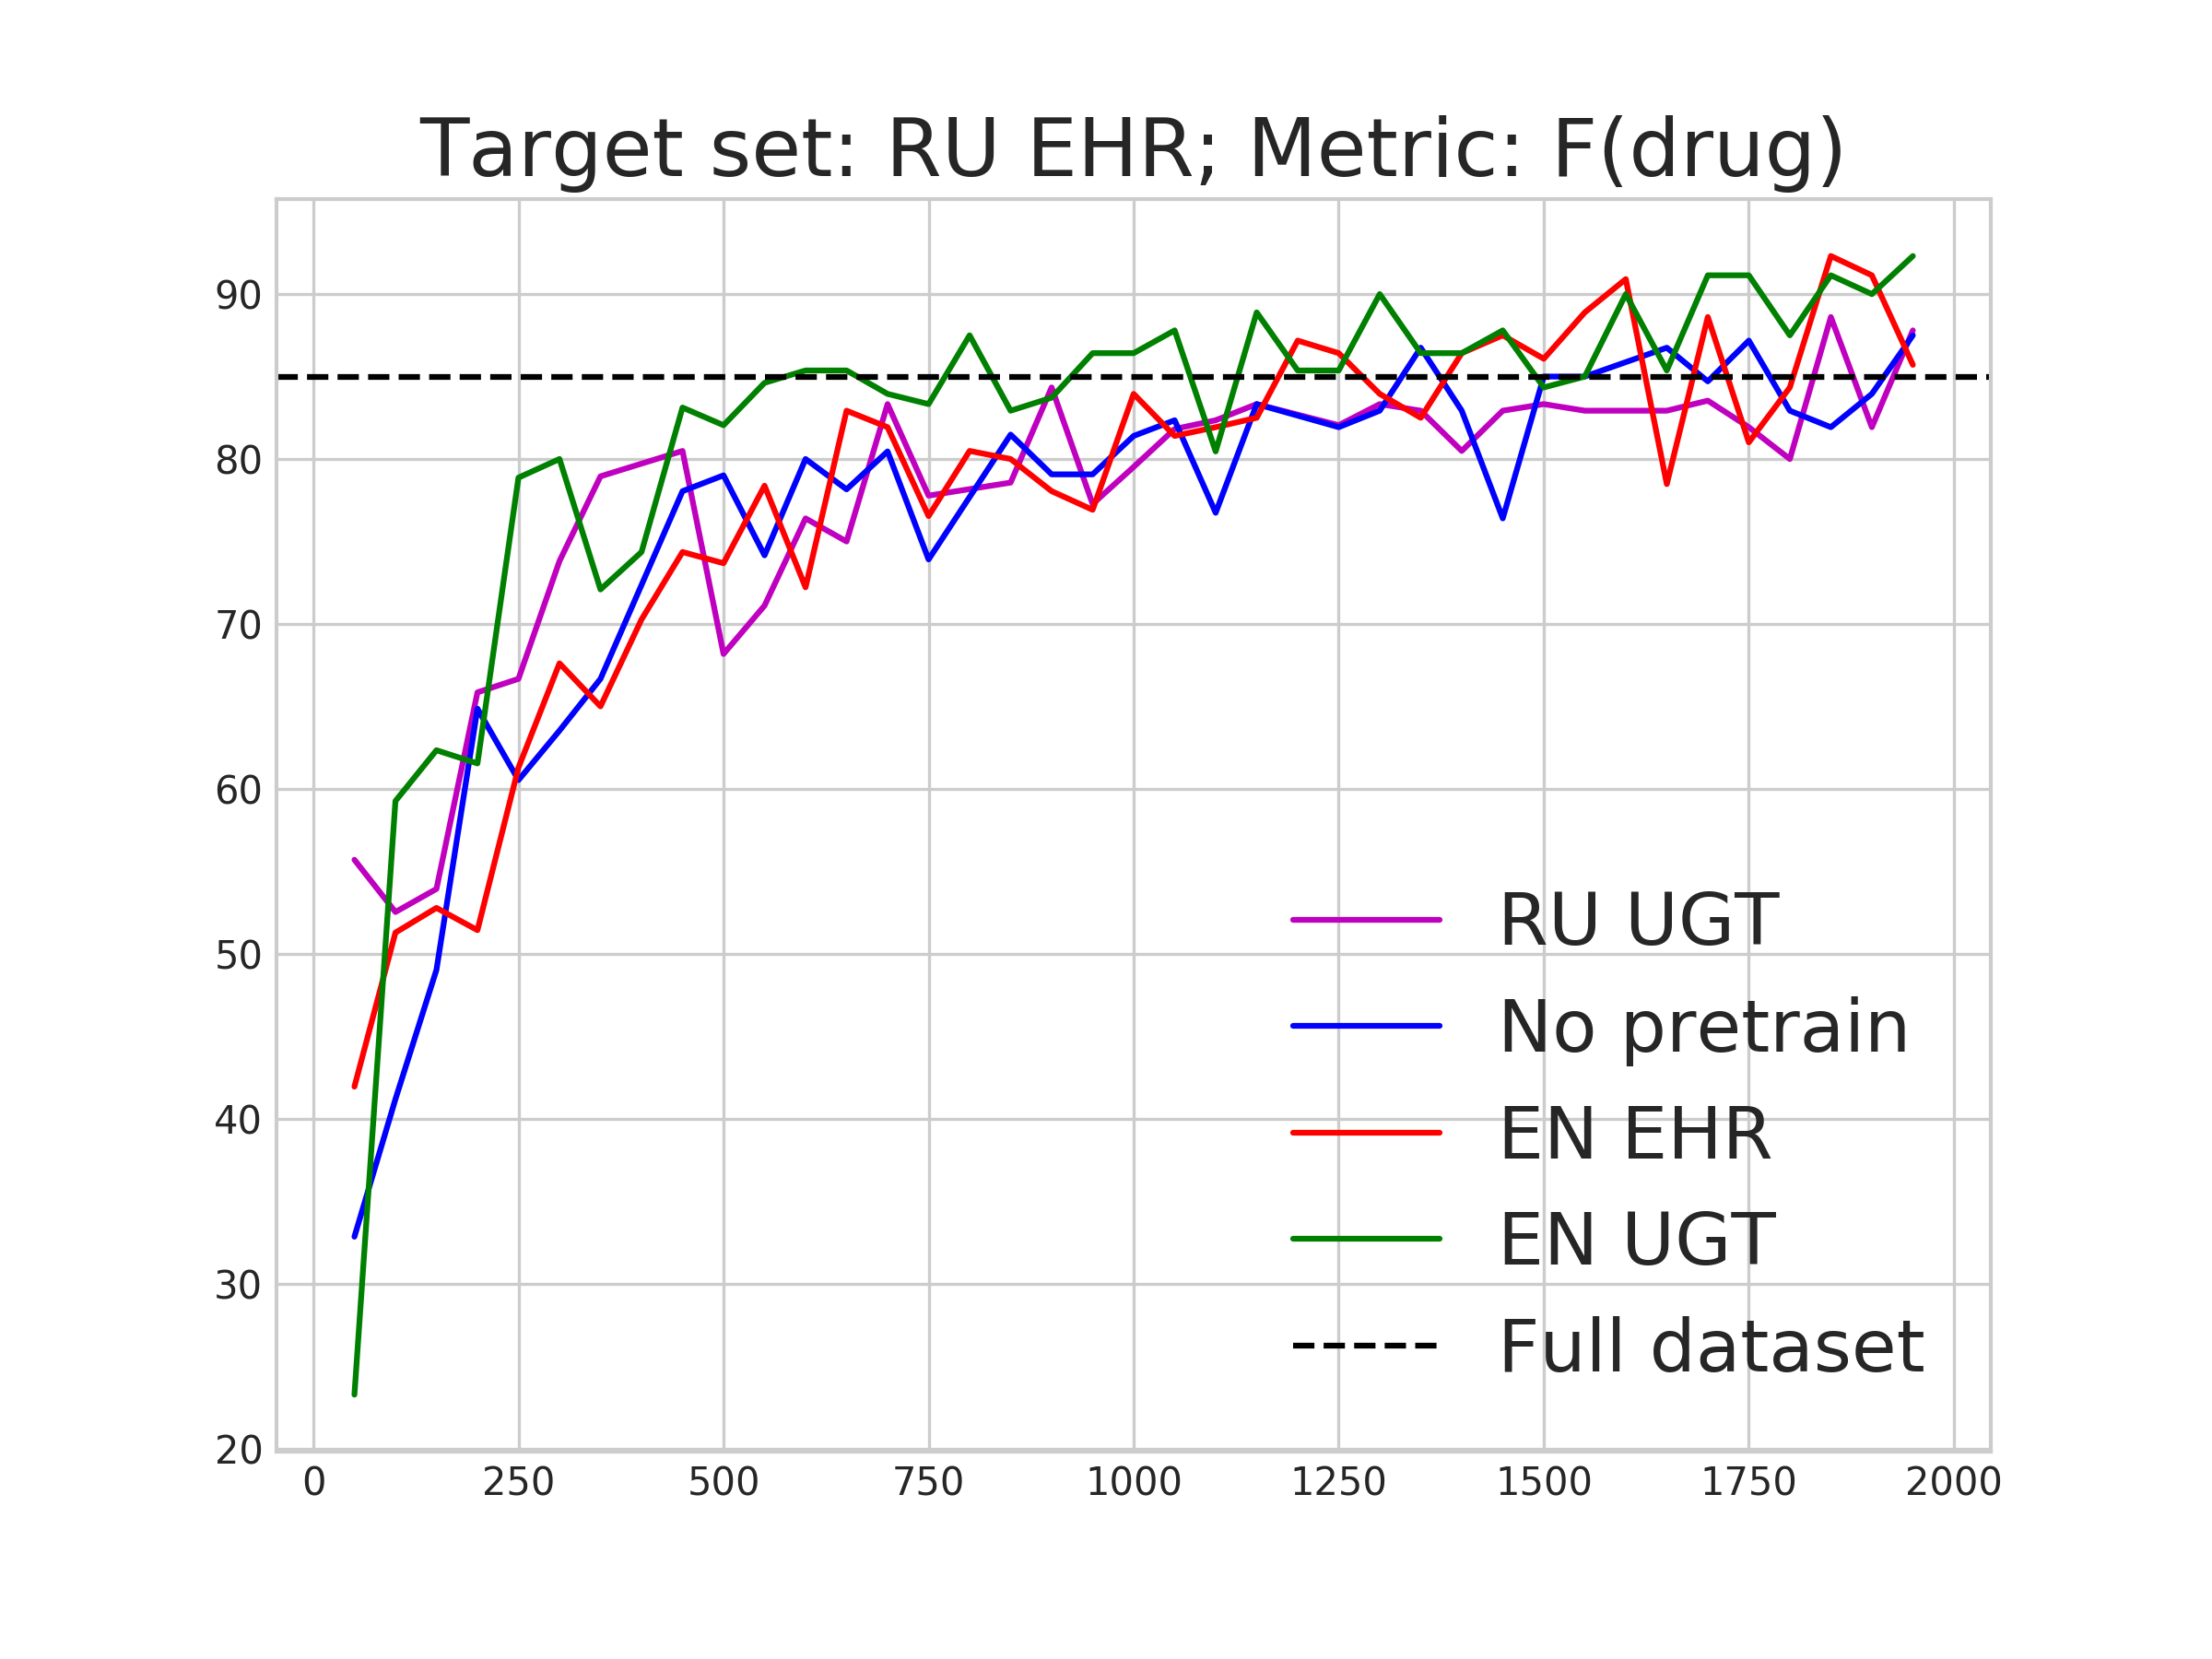 Target set: RU EHR; Metric: F(drug)
90
80
70
60
50
40
30
20
0 250 500 750 1000 1250 1500 1750 2000
RU UGT
No pretrain
EN EHR
EN UGT
Full dataset